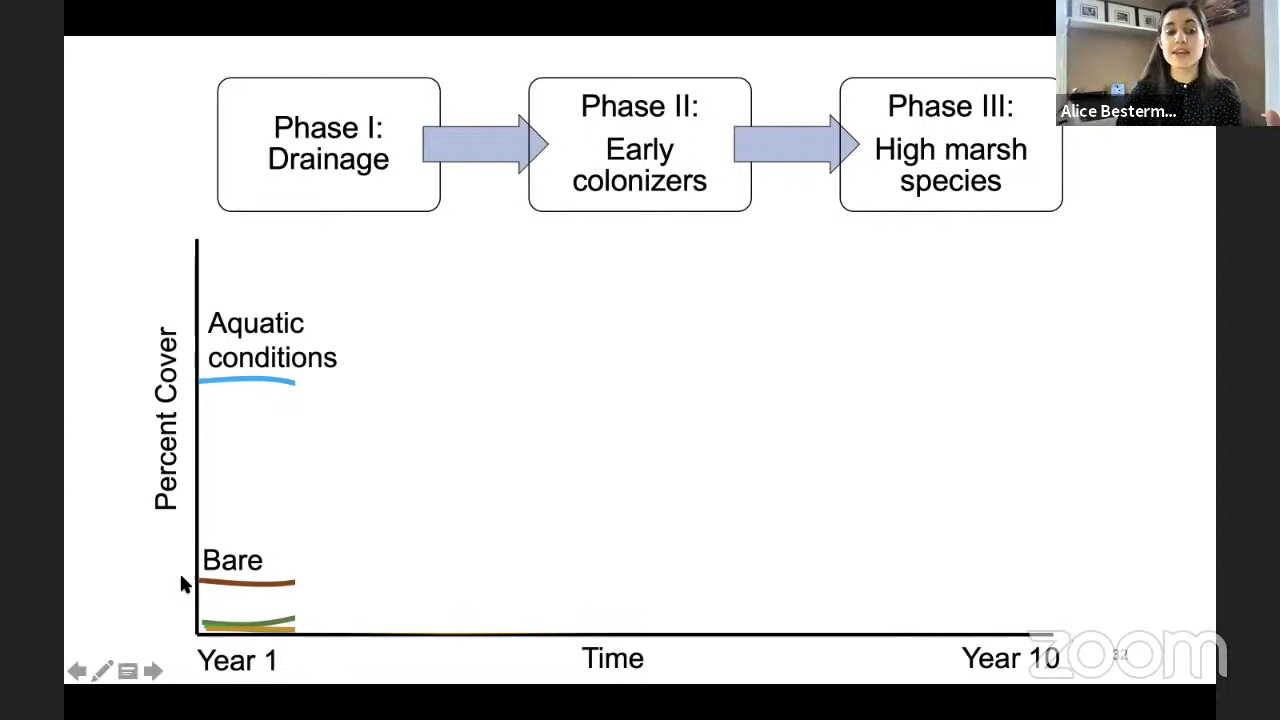 Phase I:
Drainage
Phase II:
Early
colonizers
Phase III:
High marsh
species
Alice Besterm...
Percent Cover
Aquatic
conditions
Bare
Year 1
Time
Year 10
32
zoom